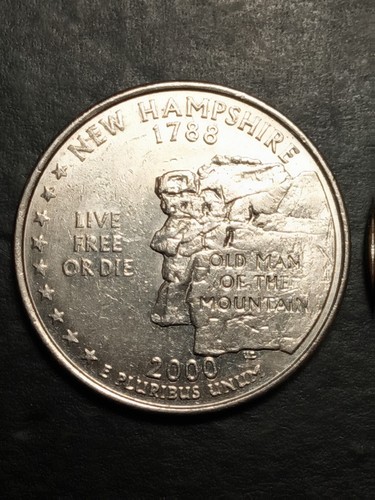 NEW HAMPSHIRE
1788
LIVE
FREE
OR DIE
OLD MAN
OF THE
MOUNTAIN
2000
E PLURIBUS UNUM